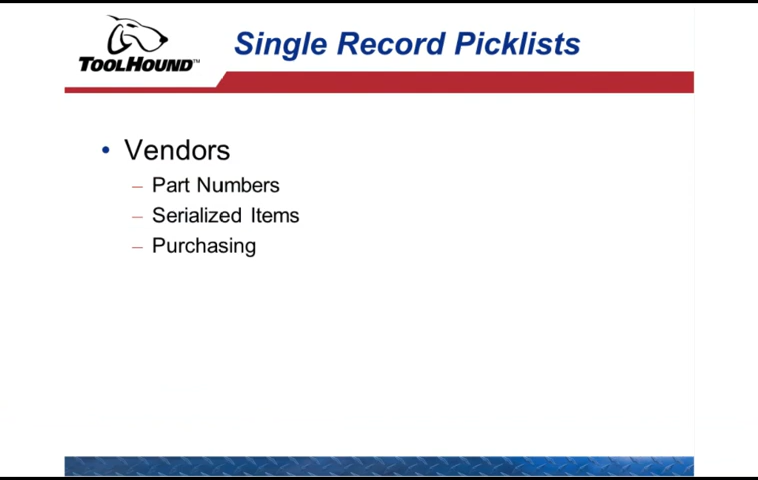 TOOLHOUND™
Single Record Picklists
• Vendors
– Part Numbers
– Serialized Items
– Purchasing